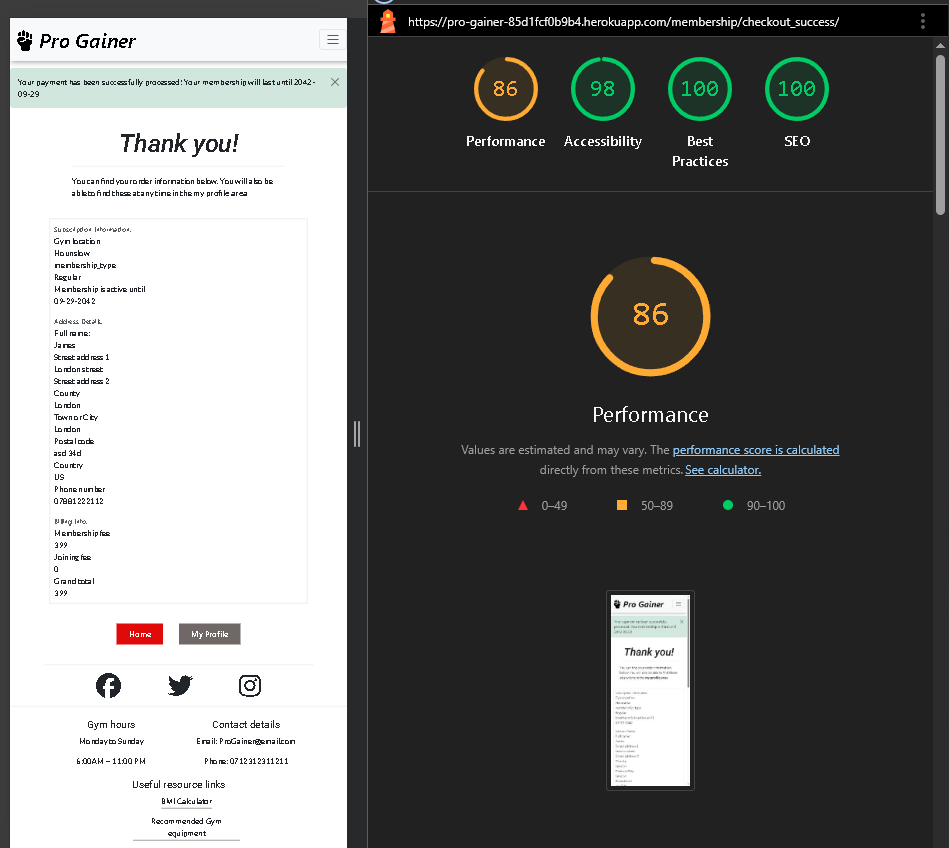 Pro Gainer
Your payment has been successfully processed! Your membership will last until 2042-
09-29
Thank you!
You can find your order information below. You will also be
able to find these at any time in the my profile area
Subscription Information:
Gym location
Hounslow
membership_type
Regular
Membership is active until
09-29-2042
Address Details:
Full name:
James
Street address 1
London street
Street address 2
County
London
Town or City
London
Postal code
asd 34d
Country
US
Phone number
07881222112
Billing Info:
Membership fee
399
Joining fee
0
Grand total
399
Home
My Profile
Gym hours
Monday to Sunday
6:00AM – 11:00 PM
Contact details
Email: ProGainer@email.com
Phone: 0712312311211
Useful resource links
BMI Calculator
Recommended Gym
equipment
https://pro-gainer-85d1fcf0b9b4.herokuapp.com/membership/checkout_success/
86
Performance
98
Accessibility
100
Best
Practices
100
SEO
86
Performance
Values are estimated and may vary. The performance score is calculated
directly from these metrics. See calculator.
0–49
50–89
90–100
Pro Gainer
Thank you!